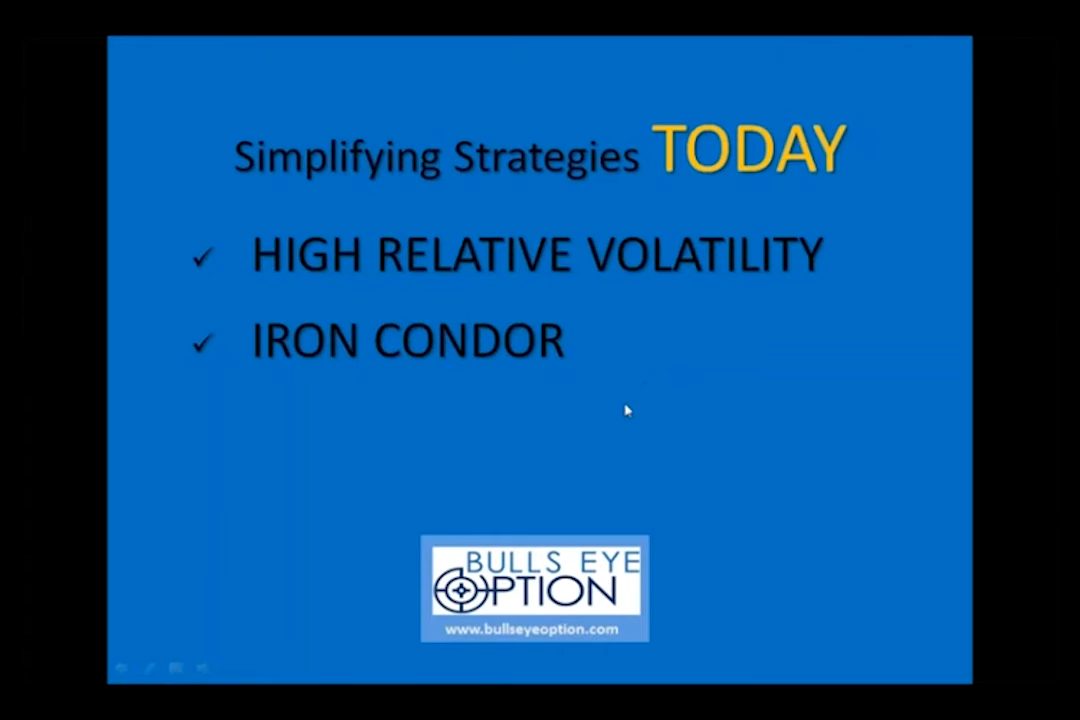 Simplifying Strategies TODAY
✓ HIGH RELATIVE VOLATILITY
✓ IRON CONDOR
BULLS EYE
OPTION
www.bullseyeoption.com